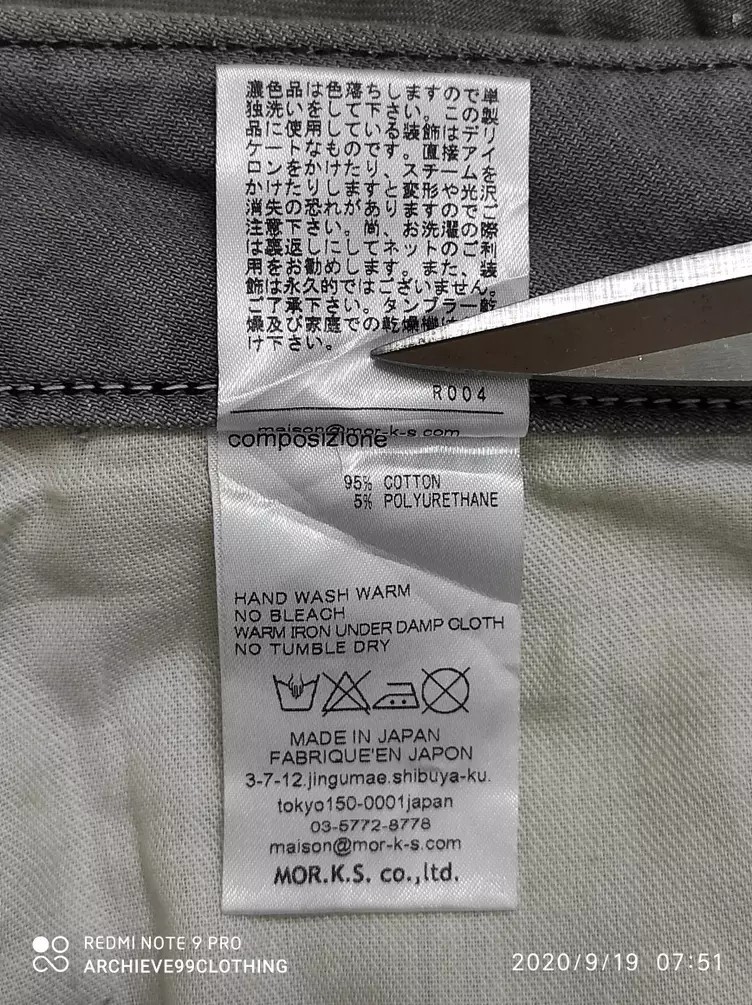 濃色品は色落ちしますので単
独洗いをして下さい。この製
品に使用している装飾はデリ
ケートなものです。直接アイ
ロンをかけたり、スチームを
かけたりしますと変形や光沢
消失の恐れがありますのでご
注意下さい。尚、お洗濯の際
は裏返しにしてネットのご利
用をお勧めします。また、装
飾は永久的ではございません。
ご了承下さい。タンブラー乾
燥及び家庭での乾燥機は
け下さい。
R004
maison@mor-k-s.com
composizione
95% COTTON
5% POLYURETHANE
HAND WASH WARM
NO BLEACH
WARM IRON UNDER DAMP CLOTH
NO TUMBLE DRY
MADE IN JAPAN
FABRIQUE'EN JAPON
3-7-12.jingumae.shibuya-ku.
tokyo150-0001japan
03-5772-8778
maison@mor-k-s.com
MOR.K.S. co.,ltd.
REDMI NOTE 9 PRO
ARCHIEVE99CLOTHING
2020/9/19 07:51